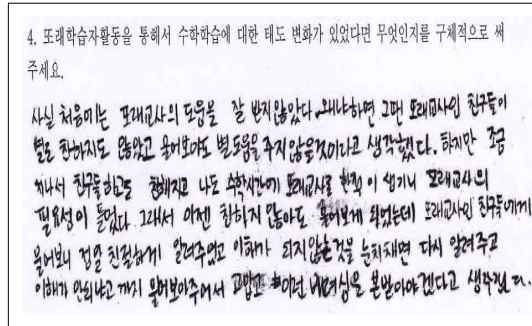 4. 또래학습자활동을 통해서 수학학습에 대한 태도 변화가 있었다면 무엇인지를 구체적으로 써
주세요.
사실 처음에는 또래교사의 도움을 잘 받지않았다. 왜냐하면 그땐 또래교사인 친구들이
별로 친하지도 않았고 물어보아도 별도움을 주지않을것이라고 생각했다. 하지만 조금
지나서 친구들하고도 친해지고 나도 수학시간에 또래교사로 이 생기니 또래교사의
필요성이 들었다. 그래서 이젠 친하지 않아도 물어보게 되었는데 또래교사인 친구들에게
물어보니 정말 친절하게 알려주었고 이해가 되지않는것을 눈치채면 다시 알려주고
이해가 안되냐고 까지 물어보아주어서 고맙고 이런 배려심을 본받아야겠다고 생각했다.